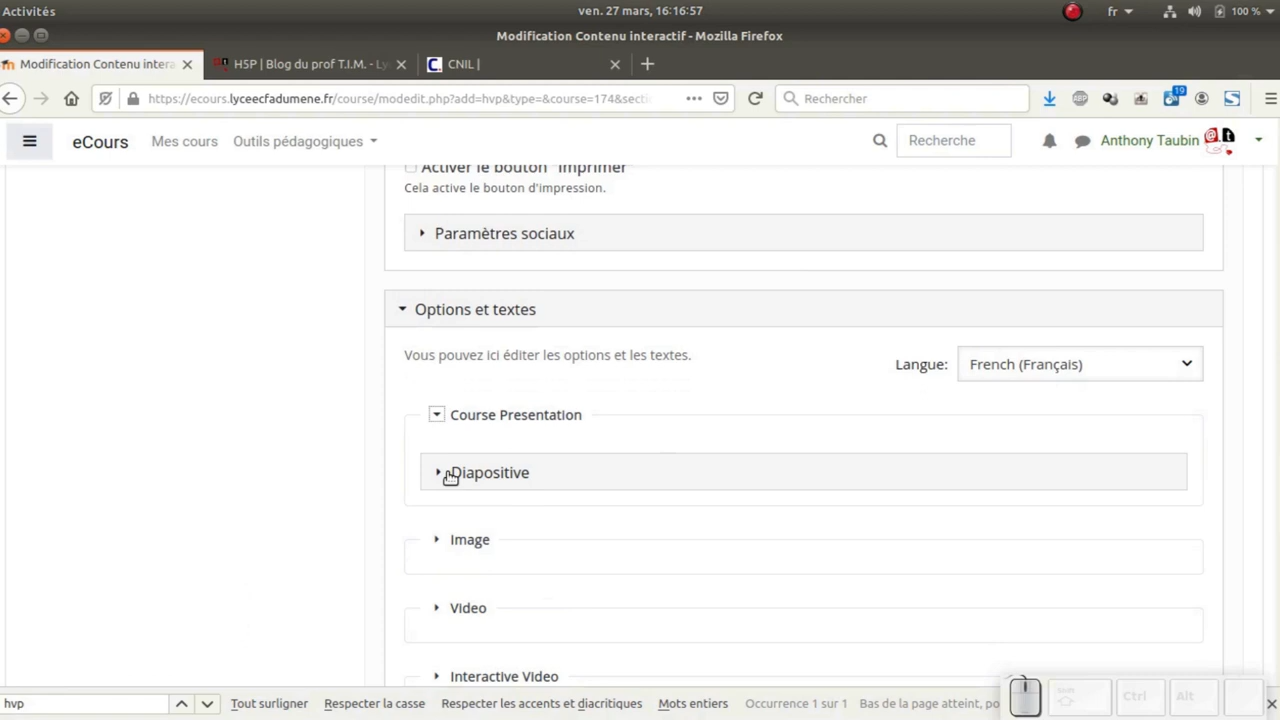 Activités
ven. 27 mars, 16:16:57
fr
100 %
Modification Contenu interactif - Mozilla Firefox
Modification Contenu intera
H5P | Blog du prof T.I.M. - Ly
CNIL |
https://ecours.lyceecfadumene.fr/course/modedit.php?add=hvp&type=&course=174&secti
Rechercher
ABP
19
S
eCours
Mes cours
Outils pédagogiques
Recherche
Anthony Taubin
Activer le bouton "Imprimer"
Cela active le bouton d'impression.
Paramètres sociaux
Options et textes
Vous pouvez ici éditer les options et les textes.
Langue:
French (Français)
Course Presentation
Diapositive
Image
Video
Interactive Video
hvp
Tout surligner
Respecter la casse
Respecter les accents et diacritiques
Mots entiers
Occurrence 1 sur 1
Bas de la page atteint, po
Ctrl
Alt